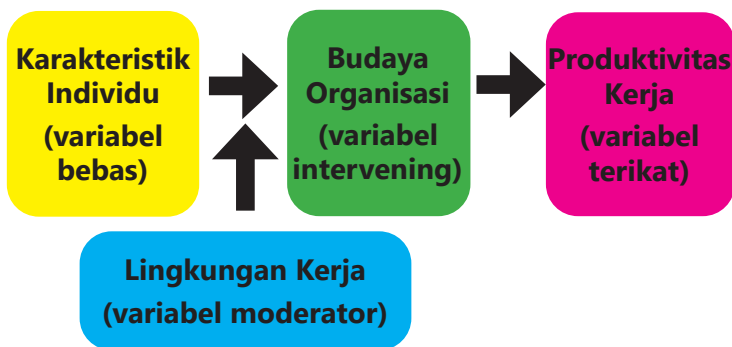 Karakteristik
Individu
(variabel
bebas)
Budaya
Organisasi
(variabel
intervening)
Produktivitas
Kerja
(variabel
terikat)
Lingkungan Kerja
(variabel moderator)